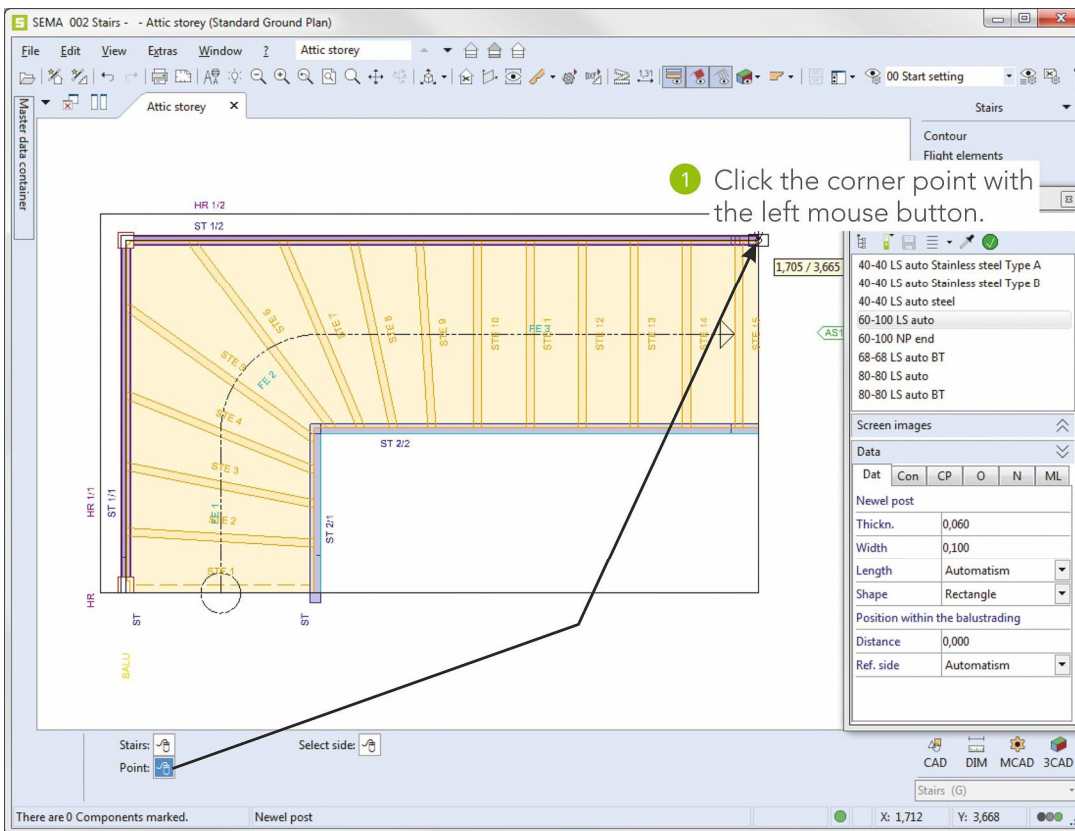 SEMA 002 Stairs - - Attic storey (Standard Ground Plan)
File Edit View Extras Window ? Attic storey
1,31 00 Start setting
Master data container
Attic storey
Stairs
Contour
Flight elements
1 Click the corner point with
the left mouse button.
HR 1/2
ST 1/2
1,705 / 3,665
40-40 LS auto Stainless steel Type A
40-40 LS auto Stainless steel Type B
40-40 LS auto steel
60-100 LS auto
60-100 NP end
68-68 LS auto BT
80-80 LS auto
80-80 LS auto BT
STE 6
STE 7
STE 8
STE 9
STE 10
STE 11
STE 12
STE 13
STE 14
STE 15
FE 3
AS1
STE 5
FE 2
STE 4
STE 3
STE 2
FE 1
STE 1
ST 2/2
HR 1/1
ST 1/1
ST 2/1
HR
ST
ST
BALU
Screen images
Data
Dat Con CP O N ML
Newel post
Thickn. 0,060
Width 0,100
Length Automatism
Shape Rectangle
Position within the balustrading
Distance 0,000
Ref. side Automatism
Stairs: Select side:
Point:
CAD DIM MCAD 3CAD
Stairs (G)
There are 0 Components marked. Newel post X: 1,712 Y: 3,668